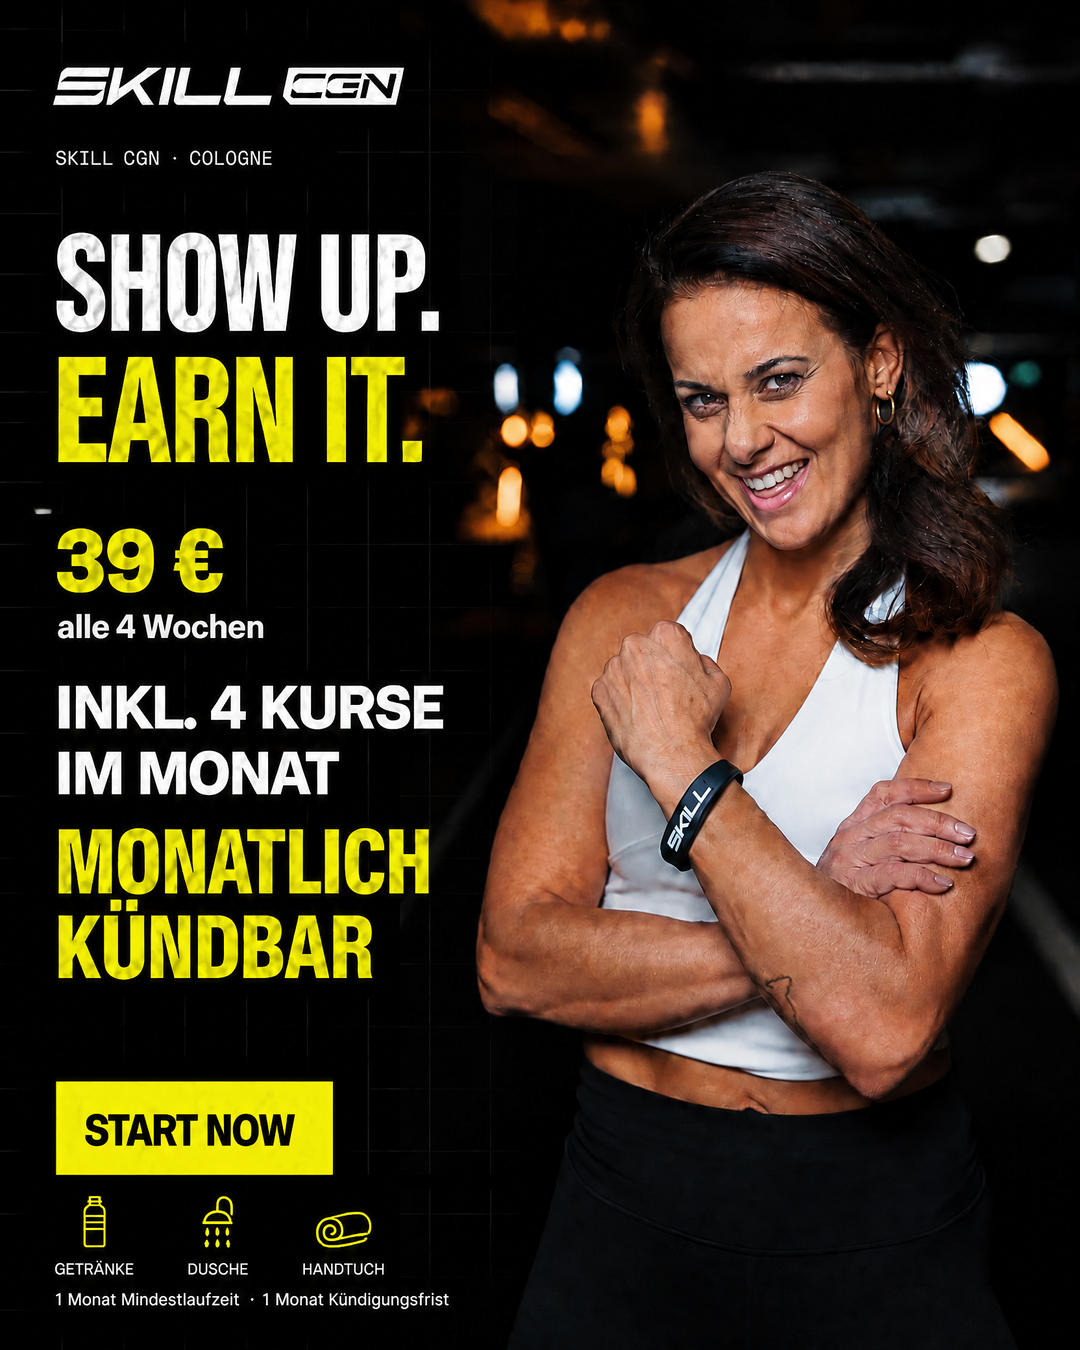 SKILL CGN
SKILL CGN · COLOGNE
SHOW UP.
EARN IT.
39 €
alle 4 Wochen
INKL. 4 KURSE
IM MONAT
MONATLICH
KÜNDBAR
SKILL
START NOW
GETRÄNKE DUSCHE HANDTUCH
1 Monat Mindestlaufzeit · 1 Monat Kündigungsfrist